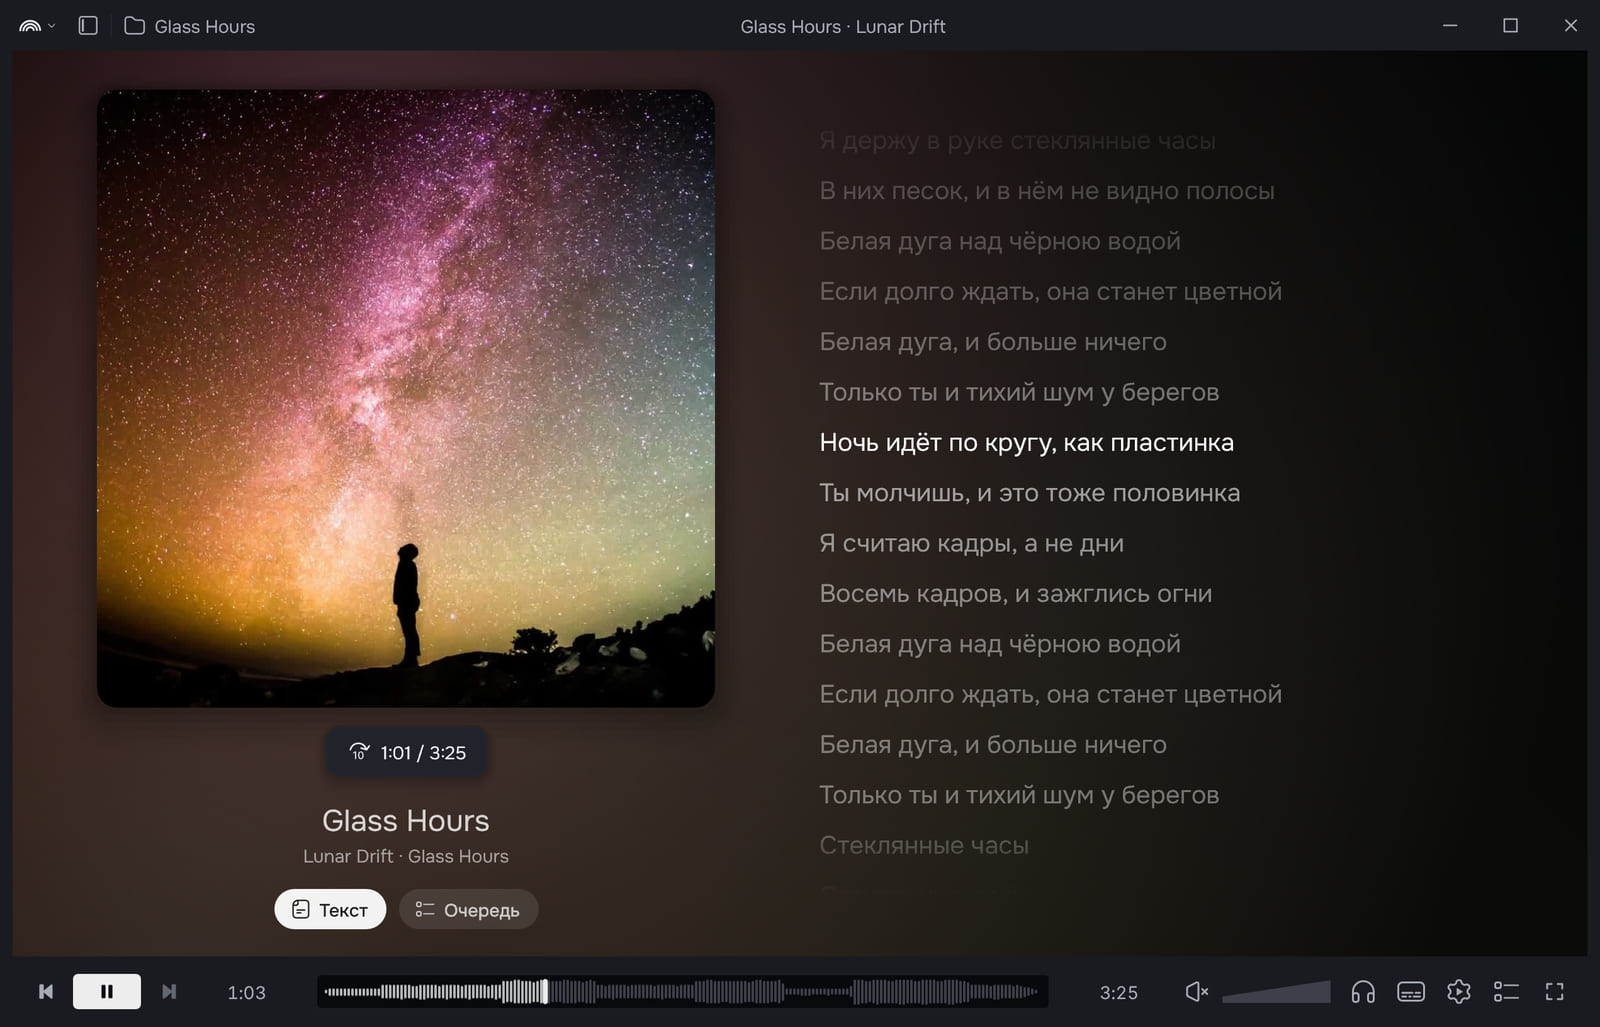 Glass Hours
Glass Hours · Lunar Drift
Я держу в руке стеклянные часы
В них песок, и в нём не видно полосы
Белая дуга над чёрною водой
Если долго ждать, она станет цветной
Белая дуга, и больше ничего
Только ты и тихий шум у берегов
Ночь идёт по кругу, как пластинка
Ты молчишь, и это тоже половинка
Я считаю кадры, а не дни
Восемь кадров, и зажглись огни
Белая дуга над чёрною водой
Если долго ждать, она станет цветной
Белая дуга, и больше ничего
Только ты и тихий шум у берегов
Стеклянные часы
10 1:01 / 3:25
Glass Hours
Lunar Drift · Glass Hours
Текст
Очередь
1:03
3:25